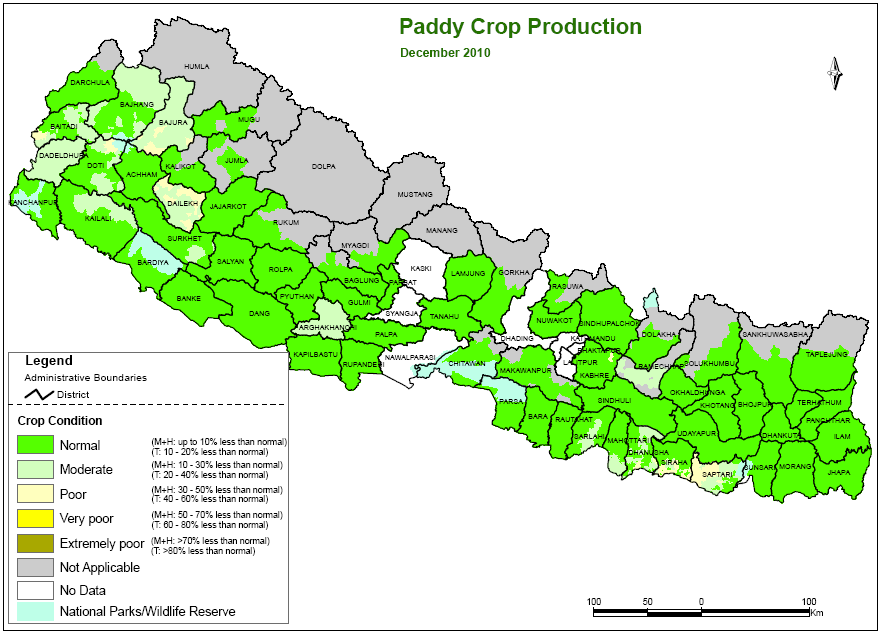 Paddy Crop Production
December 2010
HUMLA
DARCHULA
BAJHANG
BAJURA
MUGU
BAITADI
DADELDHURA
DOTI
ACHHAM
KALIKOT
JUMLA
DOLPA
MUSTANG
KANCHANPUR
KAILALI
DAILEKH
JAJARKOT
RUKUM
MANANG
SURKHET
MYAGDI
BARDIYA
SALYAN
ROLPA
BAGLUNG
PARBAT
KASKI
LAMJUNG
GORKHA
RASUWA
BANKE
DANG
PYUTHAN
GULMI
SYANGJA
TANAHU
NUWAKOT
SINDHUPALCHOK
ARGHAKHANCHI
PALPA
DHADING
KATHMANDU
DOLAKHA
SANKHUWASABHA
KAPILBASTU
RUPANDEHI
NAWALPARASI
CHITAWAN
MAKAWANPUR
BHAKTAPUR
LALITPUR
KABHRE
RAMECHHAP
SOLUKHUMBU
TAPLEJUNG
PARSA
BARA
RAUTAHAT
SINDHULI
OKHALDHUNGA
KHOTANG
BHOJPUR
TERHATHUM
PANCHTHAR
SARLAHI
MAHOTTARI
UDAYAPUR
DHANKUTA
ILAM
DHANUSHA
SIRAHA
SAPTARI
SUNSARI
MORANG
JHAPA
Legend
Administrative Boundaries
District
Crop Condition
Normal (M+H: up to 10% less than normal)
(T: 10 - 20% less than normal)
Moderate (M+H: 10 - 30% less than normal)
(T: 20 - 40% less than normal)
Poor (M+H: 30 - 50% less than normal)
(T: 40 - 60% less than normal)
Very poor (M+H: 50 - 70% less than normal)
(T: 60 - 80% less than normal)
Extremely poor (M+H: >70% less than normal)
(T: >80% less than normal)
Not Applicable
No Data
National Parks/Wildlife Reserve
100 50 0 100
Km